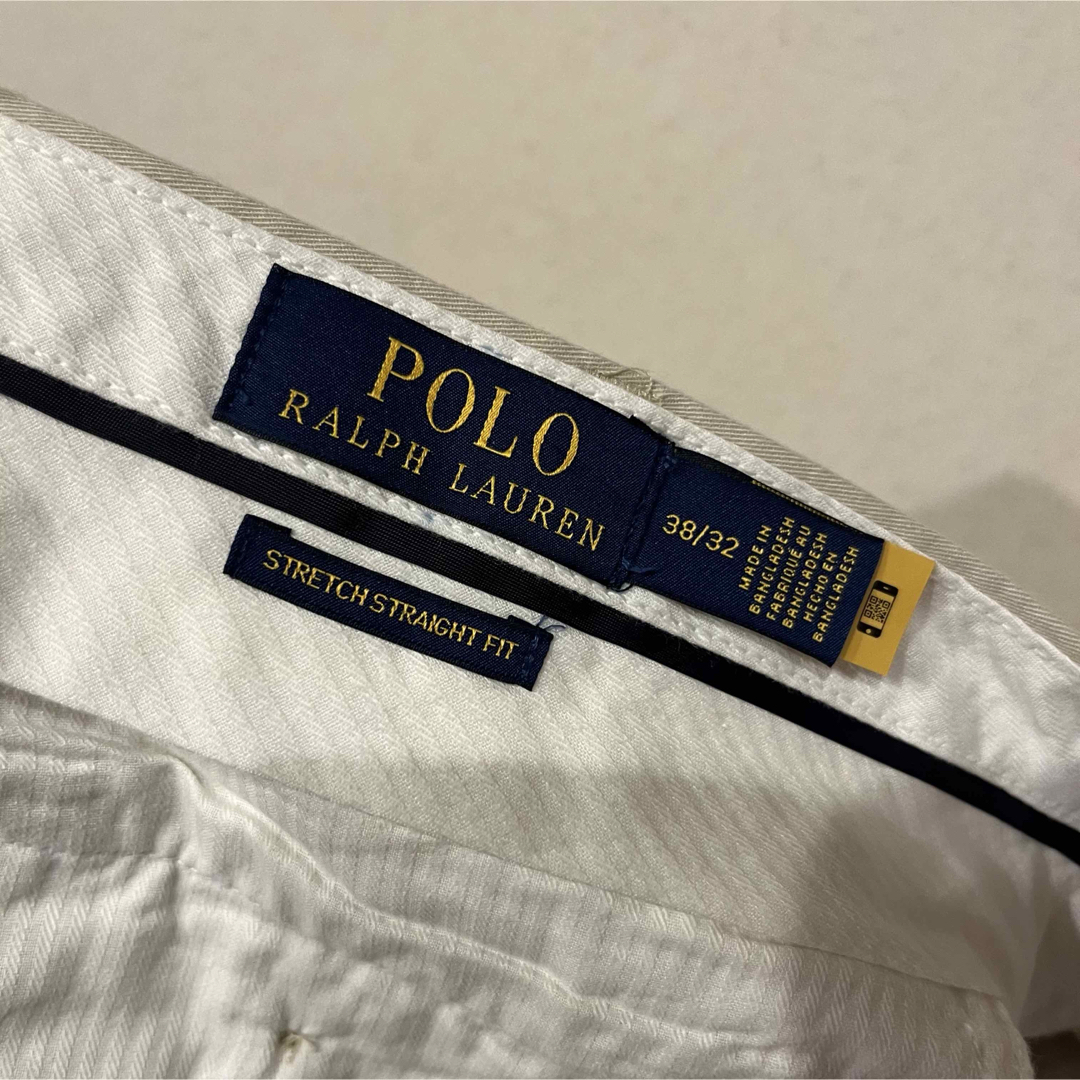 POLO
RALPH LAUREN
38/32
MADE IN
BANGLADESH
FABRIQUÉ AU
BANGLADESH
HECHO EN
BANGLADESH
STRETCH STRAIGHT FIT